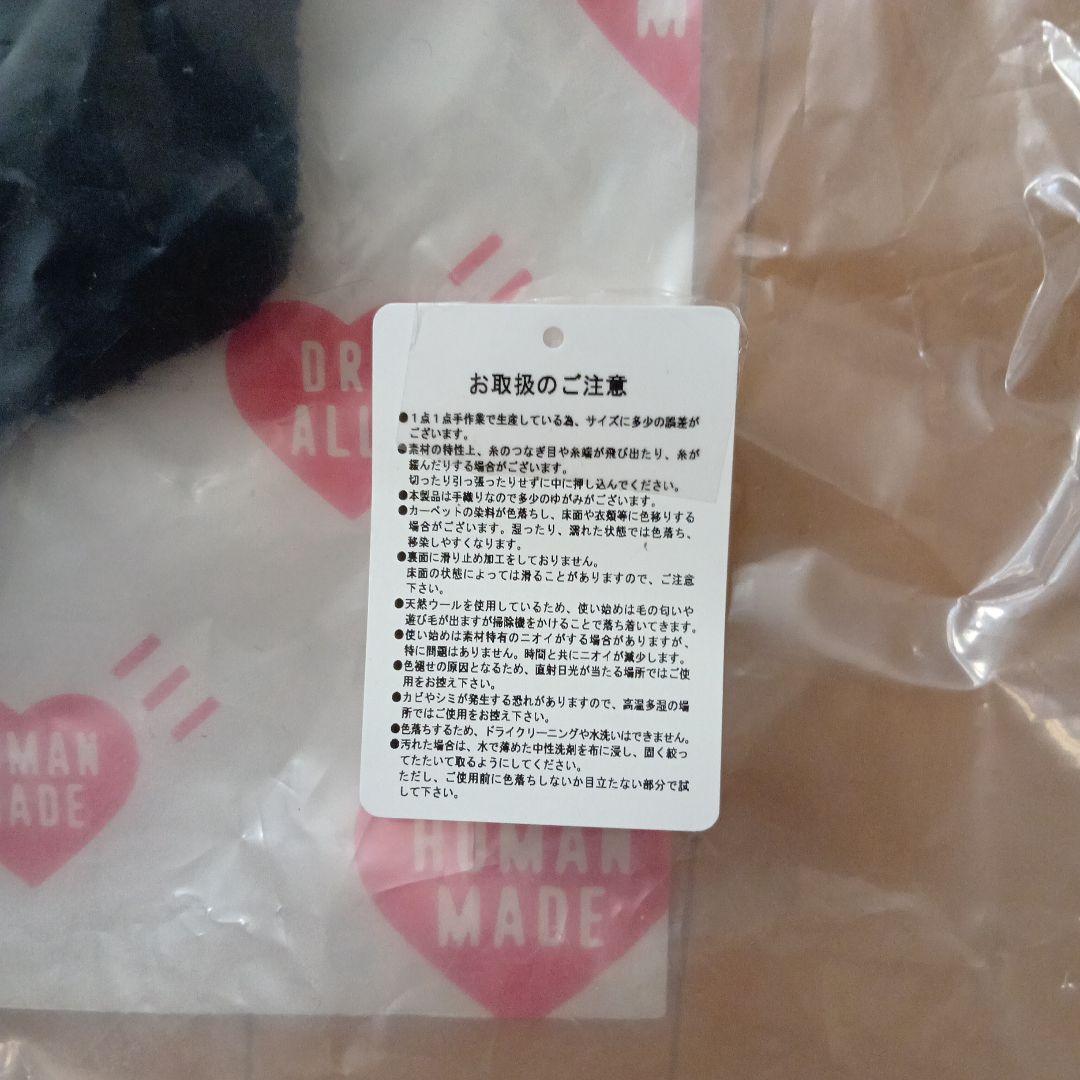 M
DR
ALL
お取扱のご注意
●1点1点手作業で生産している為、サイズに多少の誤差が
ございます。
●素材の特性上、糸のつなぎ目や糸端が飛び出たり、糸が
緩んだりする場合がございます。
切ったり引っ張ったりせずに中に押し込んでください。
●本製品は手織りなので多少のゆがみがございます。
●カーペットの染料が色落ちし、床面や衣類等に色移りする
場合がございます。湿ったり、濡れた状態では色落ち、
移染しやすくなります。
●裏面に滑り止め加工をしておりません。
床面の状態によっては滑ることがありますので、ご注意
下さい。
●天然ウールを使用しているため、使い始めは毛の匂いや
遊び毛が出ますが掃除機をかけることで落ち着いてきます。
●使い始めは素材特有のニオイがする場合がありますが、
特に問題はありません。時間と共にニオイが減少します。
●色褪せの原因となるため、直射日光が当たる場所ではご使
用をお控え下さい。
●カビやシミが発生する恐れがありますので、高温多湿の場
所ではご使用をお控え下さい。
●色落ちするため、ドライクリーニングや水洗いはできません。
●汚れた場合は、水で薄めた中性洗剤を布に浸し、固く絞っ
てたたいて取るようにしてください。
ただし、ご使用前に色落ちしないか目立たない部分で試
して下さい。
UMAN
MADE
HUMAN
MADE